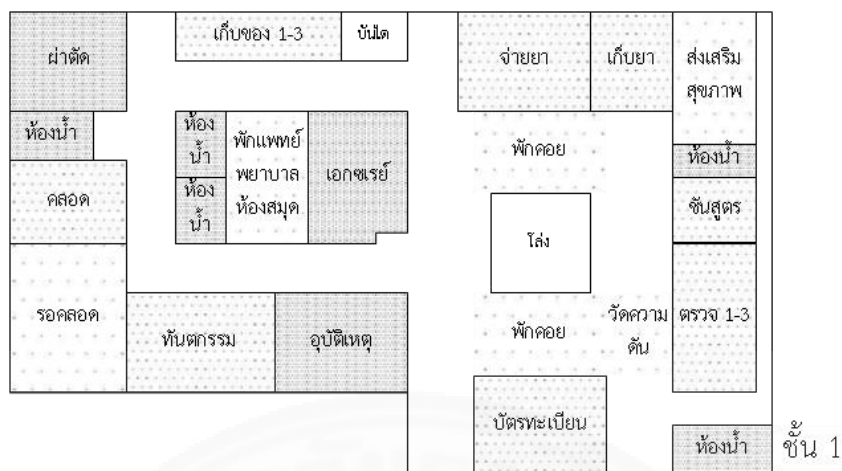 ผ่าตัด
เก็บของ 1-3
บันได
จ่ายยา
เก็บยา
ส่งเสริม
สุขภาพ
ห้องน้ำ
ห้อง
น้ำ
ห้อง
น้ำ
พักแพทย์
พยาบาล
ห้องสมุด
เอกซเรย์
พักคอย
ห้องน้ำ
คลอด
ชันสูตร
โล่ง
รอคลอด
ทันตกรรม
อุบัติเหตุ
พักคอย
วัดความ
ดัน
ตรวจ 1-3
บัตรทะเบียน
ห้องน้ำ
ชั้น 1